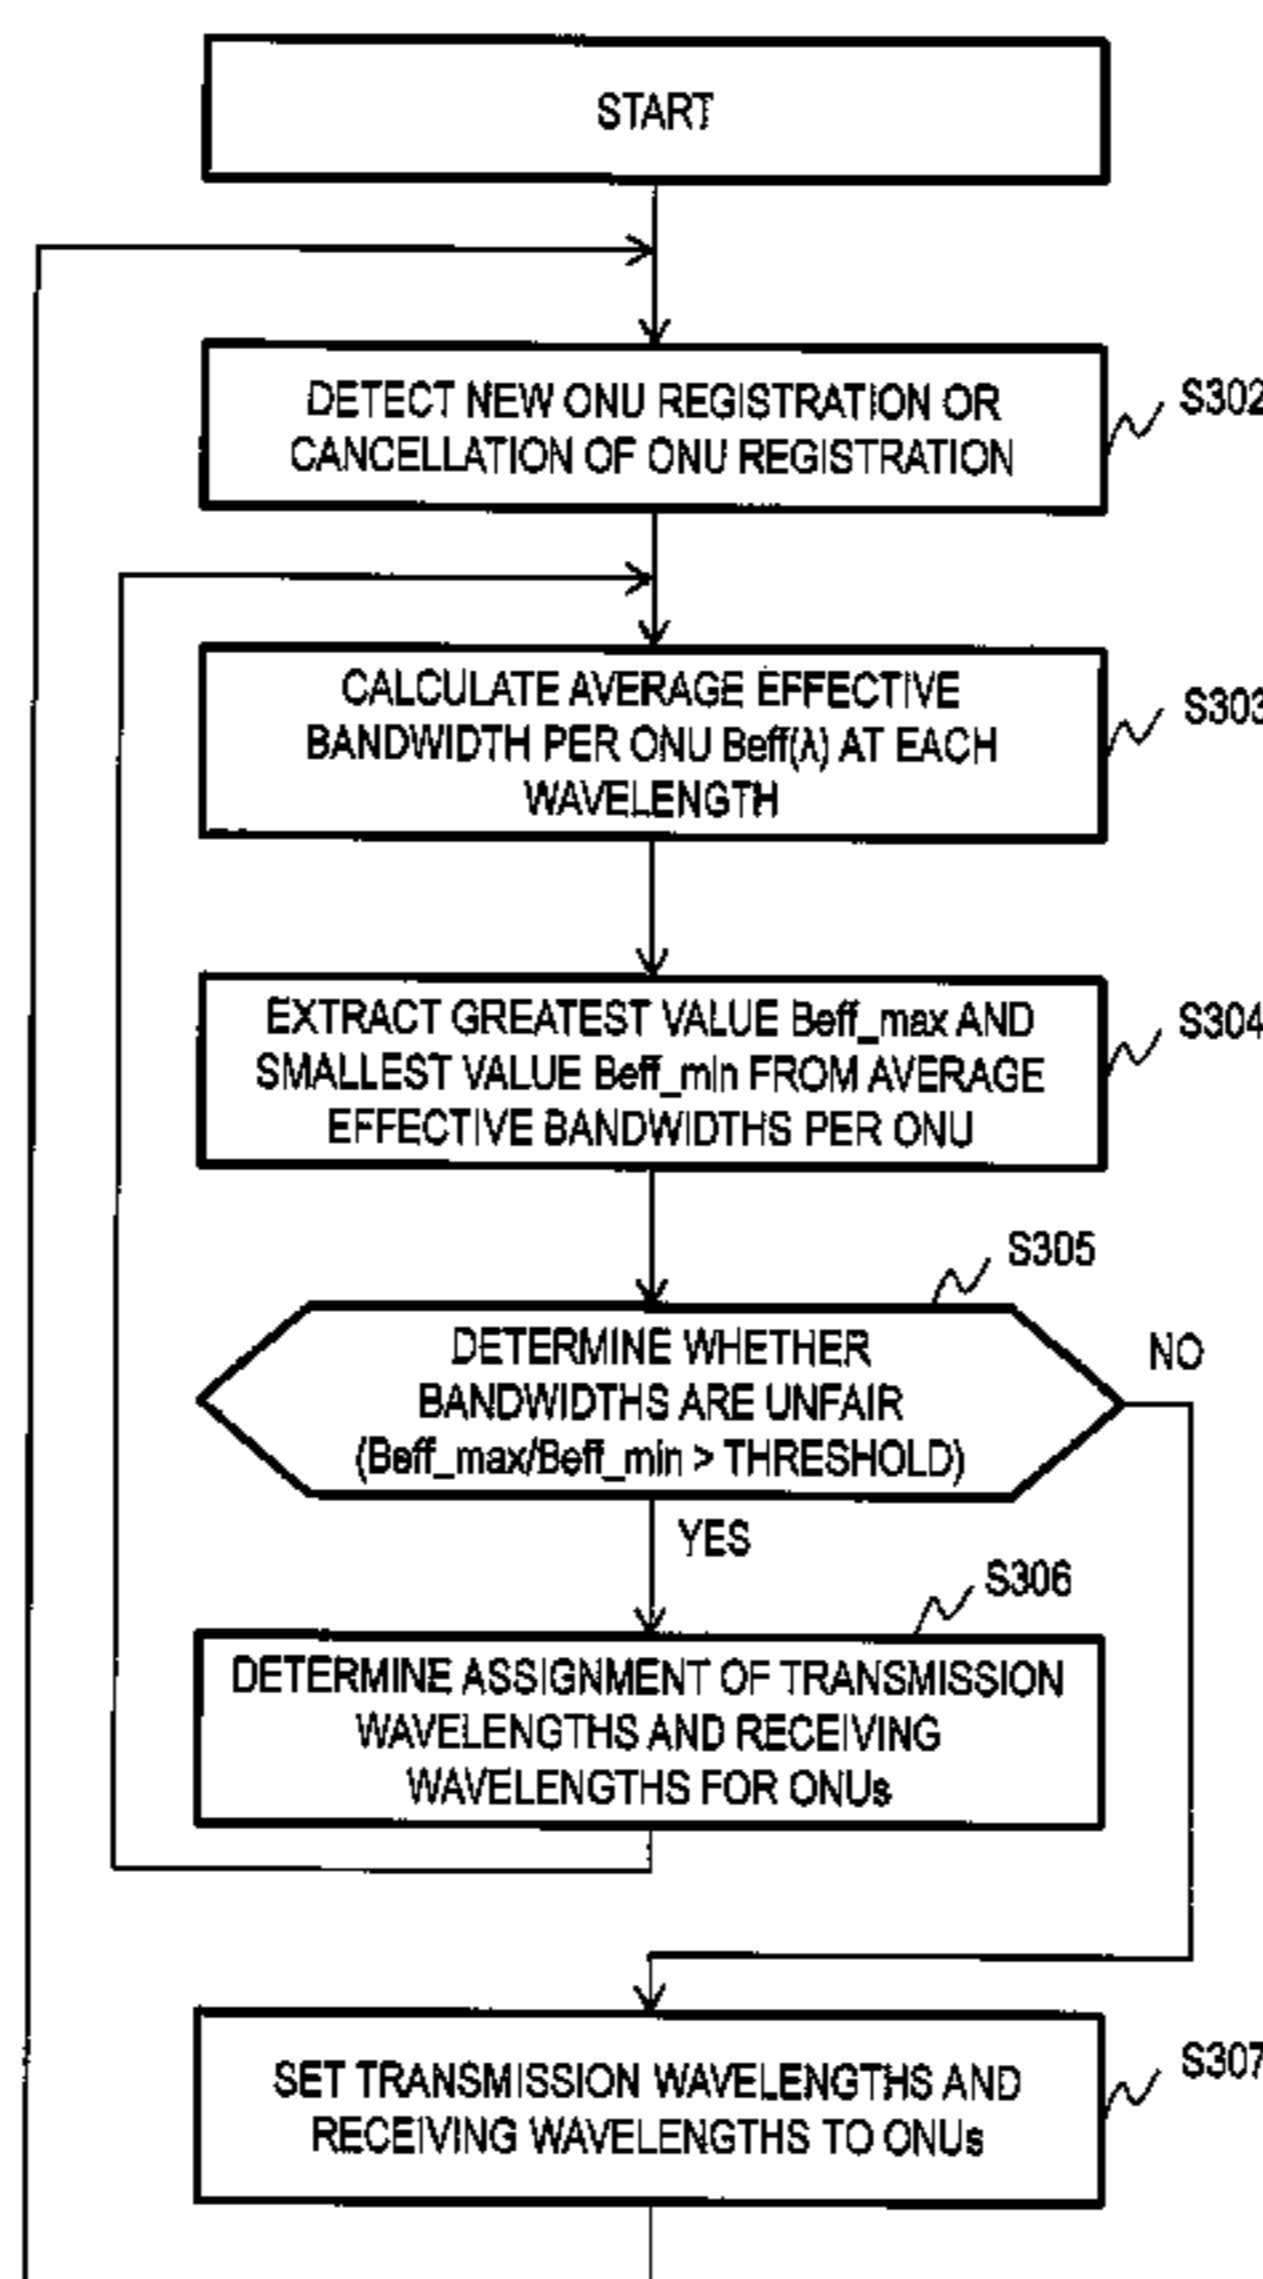 START
DETECT NEW ONU REGISTRATION OR
CANCELLATION OF ONU REGISTRATION
S302
CALCULATE AVERAGE EFFECTIVE
BANDWIDTH PER ONU Beff(λ) AT EACH
WAVELENGTH
S303
EXTRACT GREATEST VALUE Beff_max AND
SMALLEST VALUE Beff_min FROM AVERAGE
EFFECTIVE BANDWIDTHS PER ONU
S304
S305
DETERMINE WHETHER
BANDWIDTHS ARE UNFAIR
(Beff_max/Beff_min > THRESHOLD)
NO
YES
S306
DETERMINE ASSIGNMENT OF TRANSMISSION
WAVELENGTHS AND RECEIVING
WAVELENGTHS FOR ONUs
SET TRANSMISSION WAVELENGTHS AND
RECEIVING WAVELENGTHS TO ONUs
S307